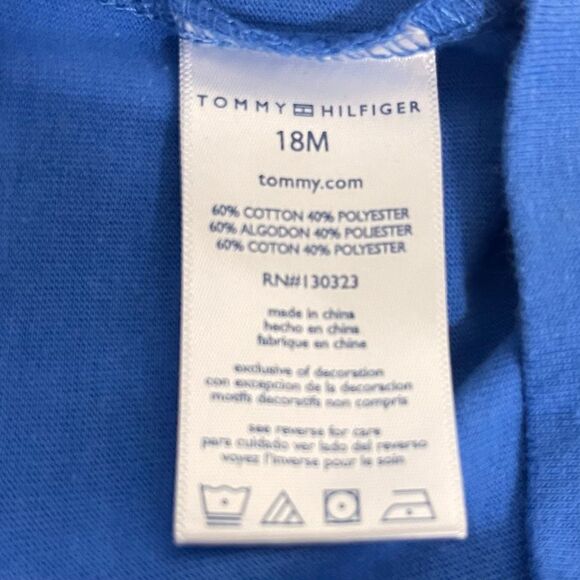 TOMMY HILFIGER
18M
tommy.com
60% COTTON 40% POLYESTER
60% ALGODON 40% POLIESTER
60% COTON 40% POLYESTER
RN#130323
made in china
hecho en china
fabrique en chine
exclusive of decoration
con excepcion de la decoracion
motifs decoratifs non compris
see reverse for care
para cuidado ver lado del reverso
voyez l'inverse pour le soin